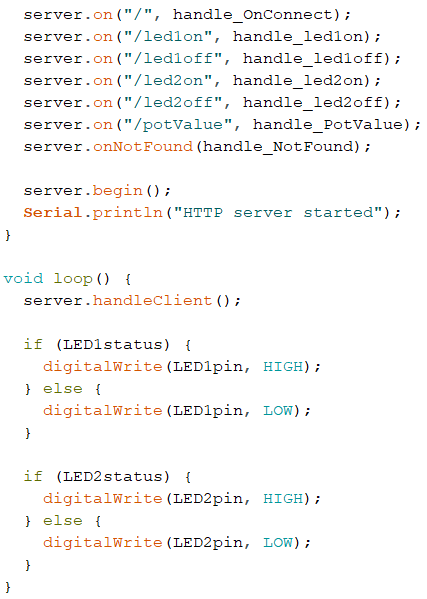 server.on("/", handle_OnConnect);
server.on("/led1on", handle_led1on);
server.on("/led1off", handle_led1off);
server.on("/led2on", handle_led2on);
server.on("/led2off", handle_led2off);
server.on("/potValue", handle_PotValue);
server.onNotFound(handle_NotFound);

server.begin();
Serial.println("HTTP server started");
}

void loop() {
server.handleClient();

if (LED1status) {
digitalWrite(LED1pin, HIGH);
} else {
digitalWrite(LED1pin, LOW);
}

if (LED2status) {
digitalWrite(LED2pin, HIGH);
} else {
digitalWrite(LED2pin, LOW);
}
}